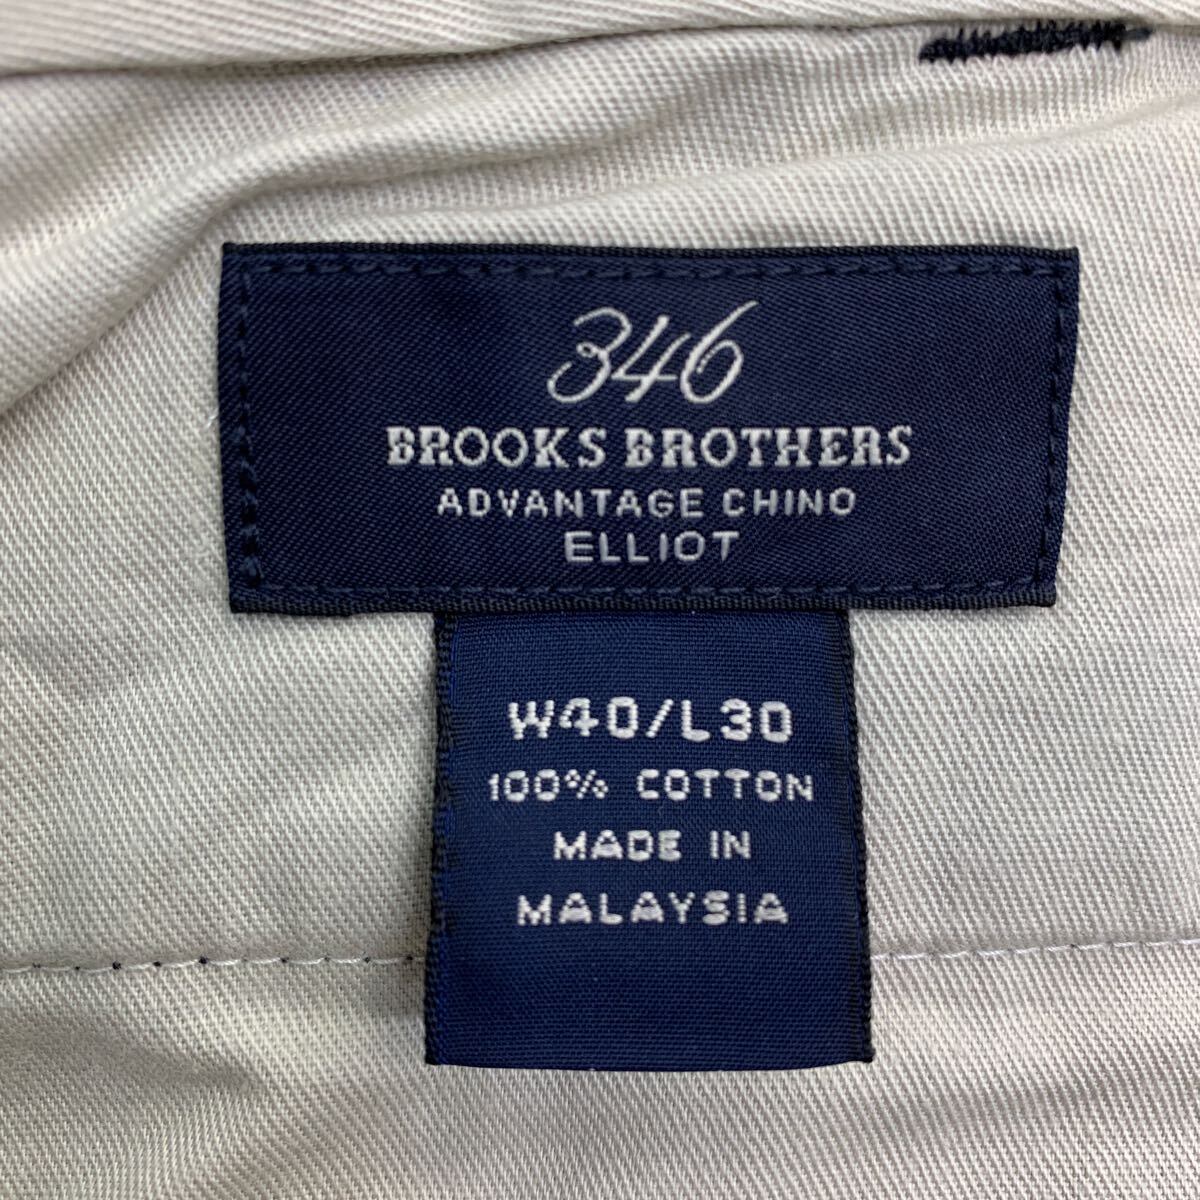 346
BROOKS BROTHERS
ADVANTAGE CHINO
ELLIOT
W40/L30
100% COTTON
MADE IN
MALAYSIA